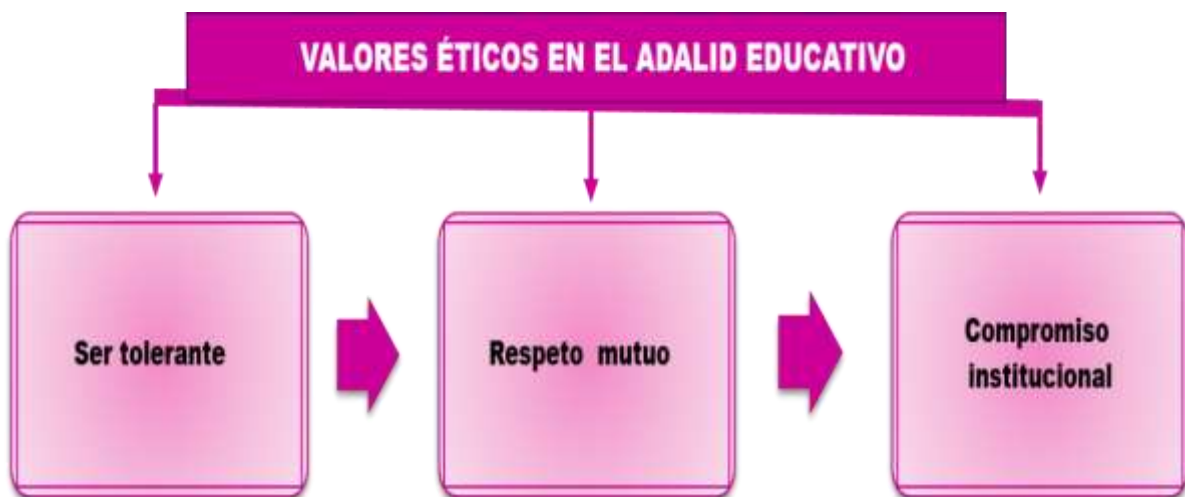 VALORES ÉTICOS EN EL ADALID EDUCATIVO
Ser tolerante
Respeto mutuo
Compromiso
institucional